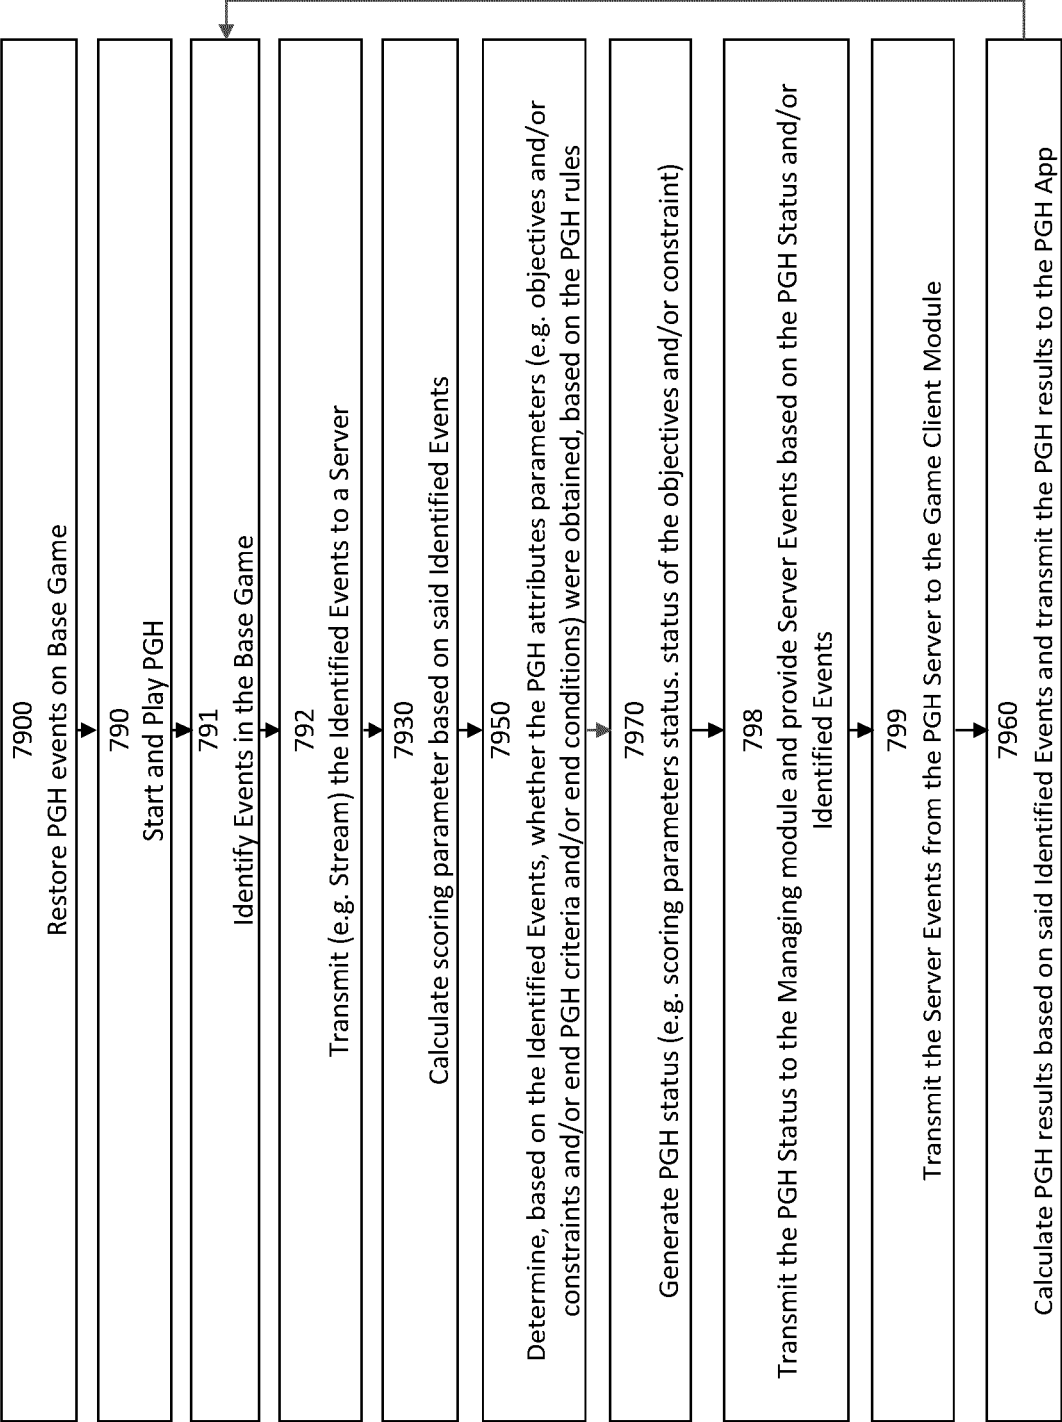 7900
Restore PGH events on Base Game
790
Start and Play PGH
791
Identify Events in the Base Game
792
Transmit (e.g. Stream) the Identified Events to a Server
7930
Calculate scoring parameter based on said Identified Events
7950
Determine, based on the Identified Events, whether the PGH attributes parameters (e.g. objectives and/or
constraints and/or end PGH criteria and/or end conditions) were obtained, based on the PGH rules
7970
Generate PGH status (e.g. scoring parameters status. status of the objectives and/or constraint)
798
Transmit the PGH Status to the Managing module and provide Server Events based on the PGH Status and/or
Identified Events
799
Transmit the Server Events from the PGH Server to the Game Client Module
7960
Calculate PGH results based on said Identified Events and transmit the PGH results to the PGH App